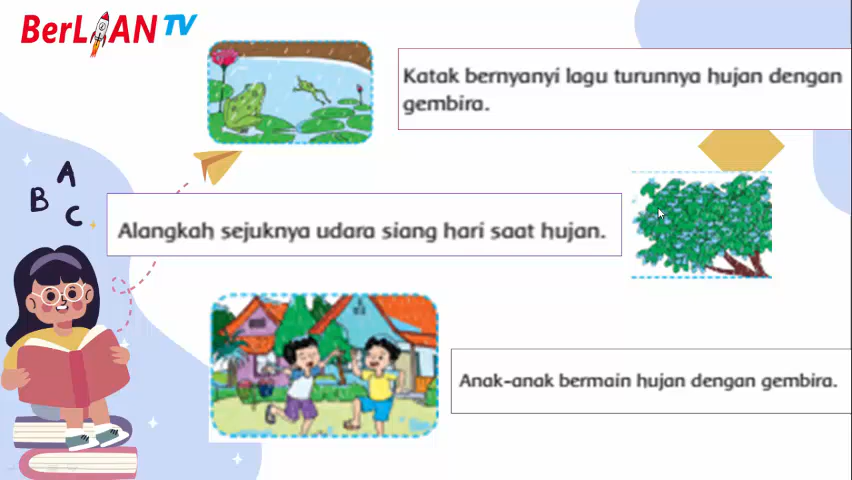 BerLIAN TV
Katak bernyanyi lagu turunnya hujan dengan
gembira.
A
B
C
Alangkah sejuknya udara siang hari saat hujan.
Anak-anak bermain hujan dengan gembira.